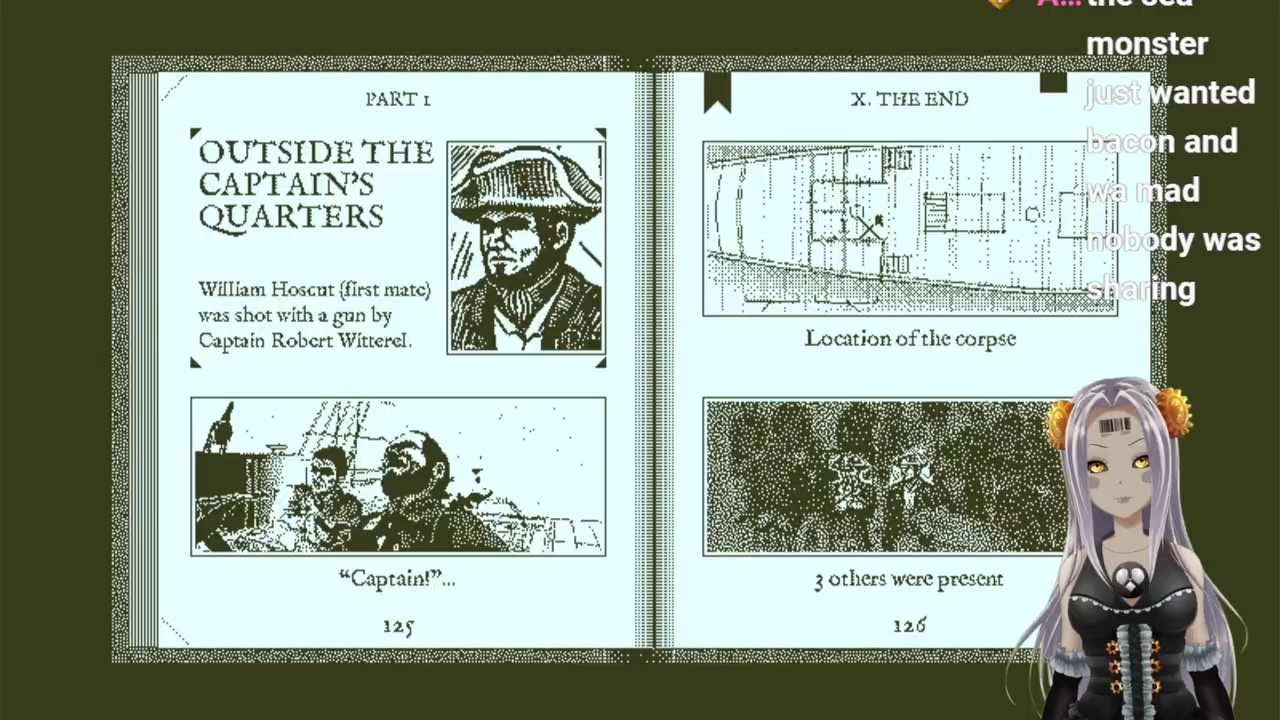 PART 1
OUTSIDE THE
CAPTAIN'S
QUARTERS
William Hoscut (first mate)
was shot with a gun by
Captain Robert Witterel.
"Captain!"...
125
X. THE END
Location of the corpse
3 others were present
126
A... the sea
monster
just wanted
bacon and
wa mad
nobody was
sharing